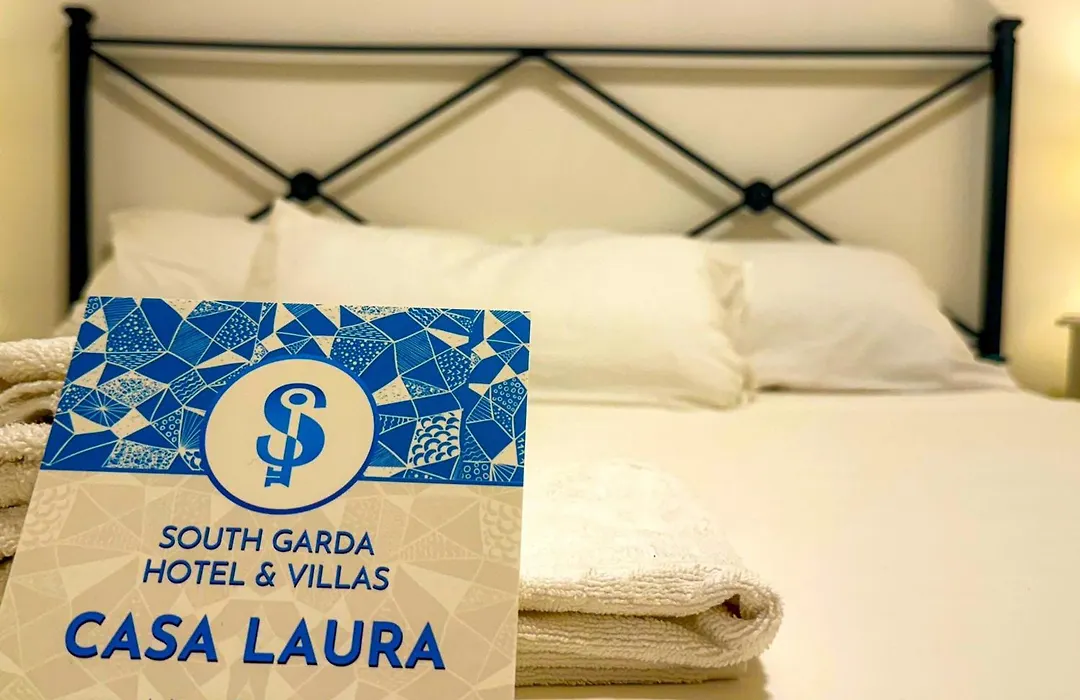 S
SOUTH GARDA
HOTEL & VILLAS
CASA LAURA